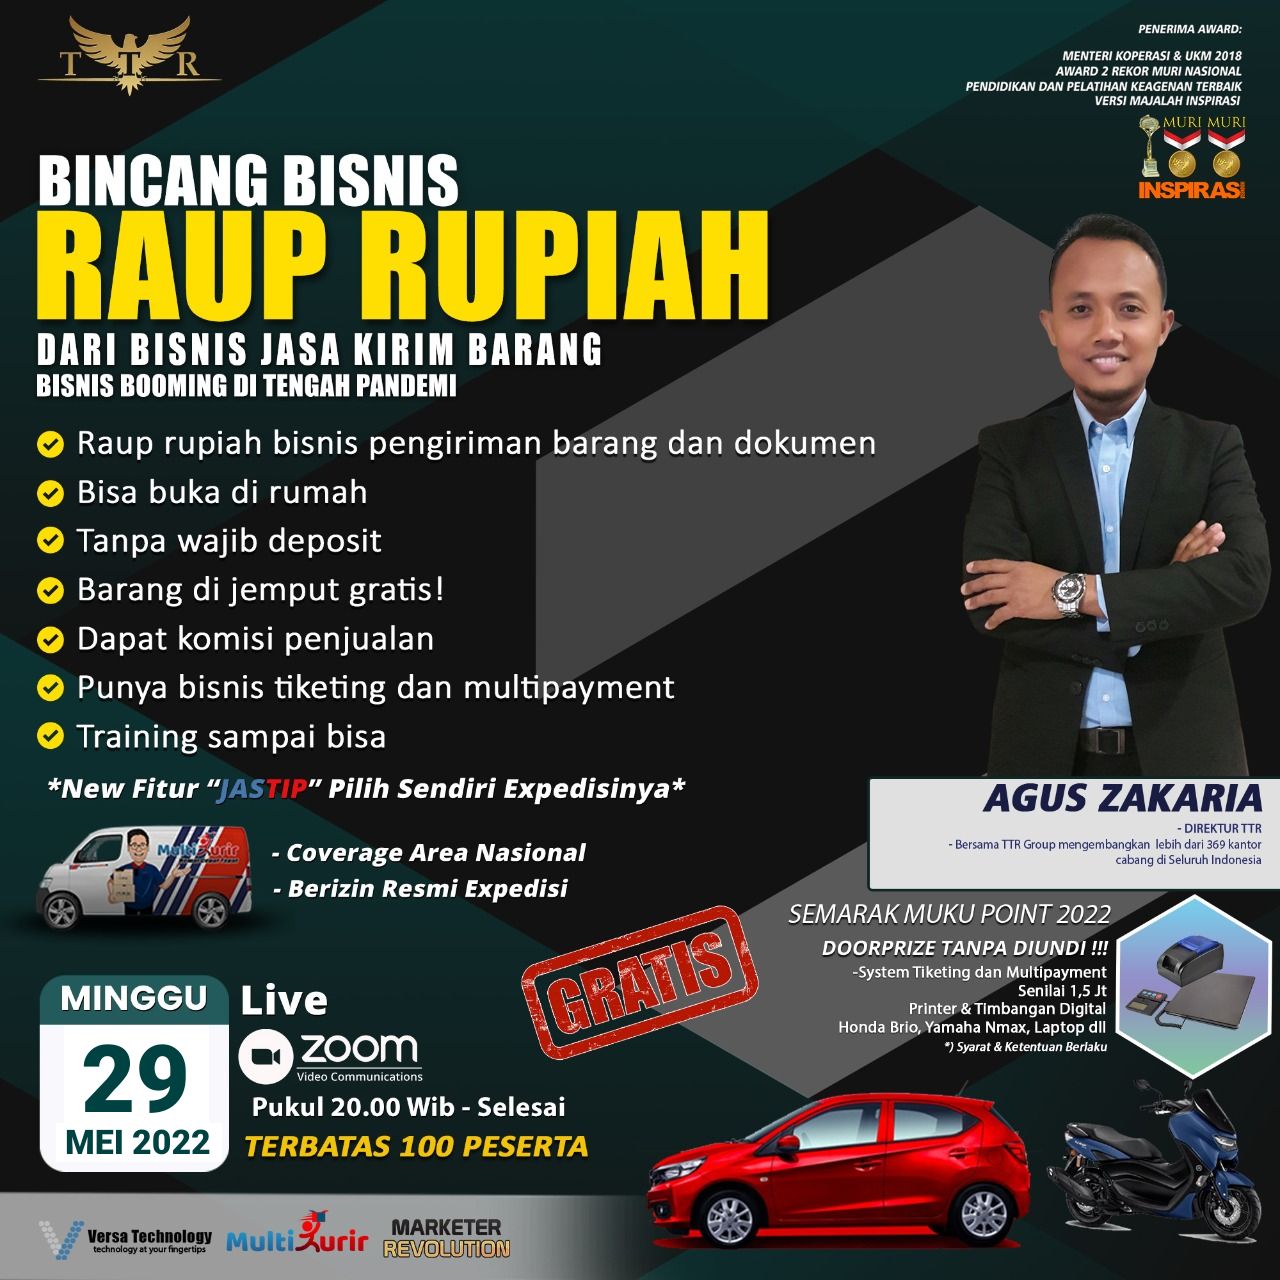 T T R
PENERIMA AWARD:
MENTERI KOPERASI & UKM 2018
AWARD 2 REKOR MURI NASIONAL
PENDIDIKAN DAN PELATIHAN KEAGENAN TERBAIK
VERSI MAJALAH INSPIRASI
MURI MURI
INSPIRASI
BINCANG BISNIS
RAUP RUPIAH
DARI BISNIS JASA KIRIM BARANG
BISNIS BOOMING DI TENGAH PANDEMI
Raup rupiah bisnis pengiriman barang dan dokumen
Bisa buka di rumah
Tanpa wajib deposit
Barang di jemput gratis!
Dapat komisi penjualan
Punya bisnis tiketing dan multipayment
Training sampai bisa
*New Fitur “JASTIP” Pilih Sendiri Expedisinya*
MultiKurir
- Coverage Area Nasional
- Berizin Resmi Expedisi
AGUS ZAKARIA
- DIREKTUR TTR
- Bersama TTR Group mengembangkan lebih dari 369 kantor
cabang di Seluruh Indonesia
SEMARAK MUKU POINT 2022
DOORPRIZE TANPA DIUNDI !!!
-System Tiketing dan Multipayment
Senilai 1,5 Jt
Printer & Timbangan Digital
Honda Brio, Yamaha Nmax, Laptop dll
*) Syarat & Ketentuan Berlaku
GRATIS
MINGGU
29
MEI 2022
Live
zoom
Video Communications
Pukul 20.00 Wib - Selesai
TERBATAS 100 PESERTA
Versa Technology
technology at your fingertips
MultiKurir
MARKETER
REVOLUTION